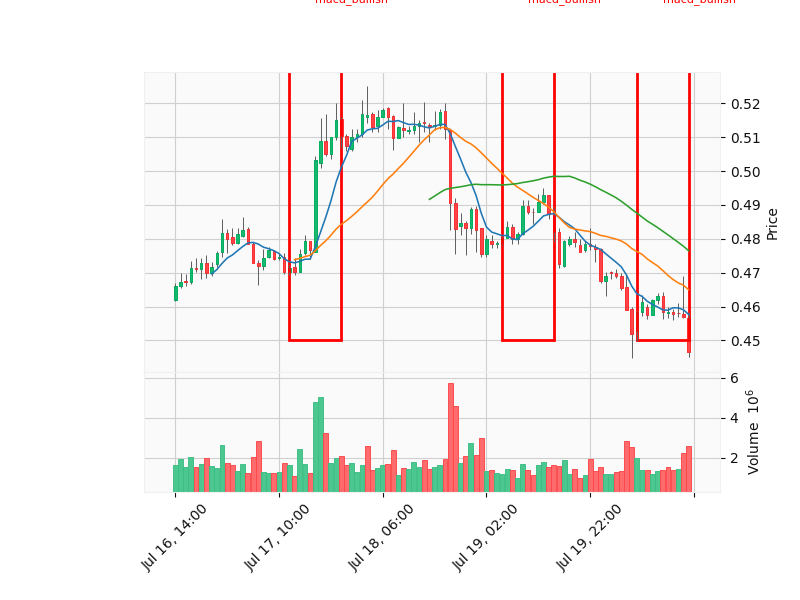 macd_bullish macd_bullish macd_bullish
0.52
0.51
0.50
0.49
0.48
0.47
0.46
0.45
Price
6
4
2
Volume 10^6
Jul 16, 14:00
Jul 17, 10:00
Jul 18, 06:00
Jul 19, 02:00
Jul 19, 22:00